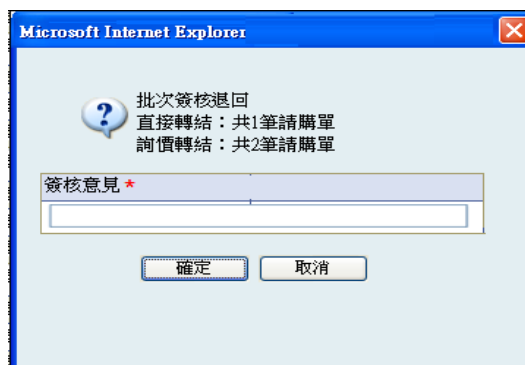 Microsoft Internet Explorer
批次簽核退回
直接轉結：共1筆請購單
詢價轉結：共2筆請購單
簽核意見 *
確定 取消